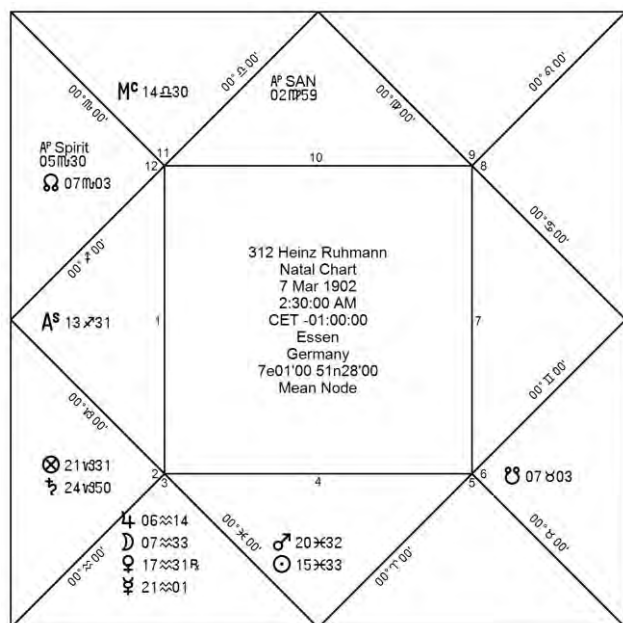 00°♎00'
Mc 14♎30
AP SAN
02♍59
00°♌00'
00°♏00'
00°♍00'
AP Spirit
05♏30
☊ 07♏03
11
12
10
9
8
00°♋00'
00°♐00'
312 Heinz Ruhmann
Natal Chart
7 Mar 1902
2:30:00 AM
CET -01:00:00
Essen
Germany
7e01'00 51n28'00
Mean Node
As 13♐31
1
7
00°♑00'
00°♊00'
⊗ 21♑31
♄ 24♑50
2
3
4
5
6
☋ 07♉03
♃ 06♒14
☽ 07♒33
♀ 17♒31℞
☿ 21♒01
00°♒00'
00°♓00'
♂ 20♓32
☉ 15♓33
00°♈00'
00°♉00'